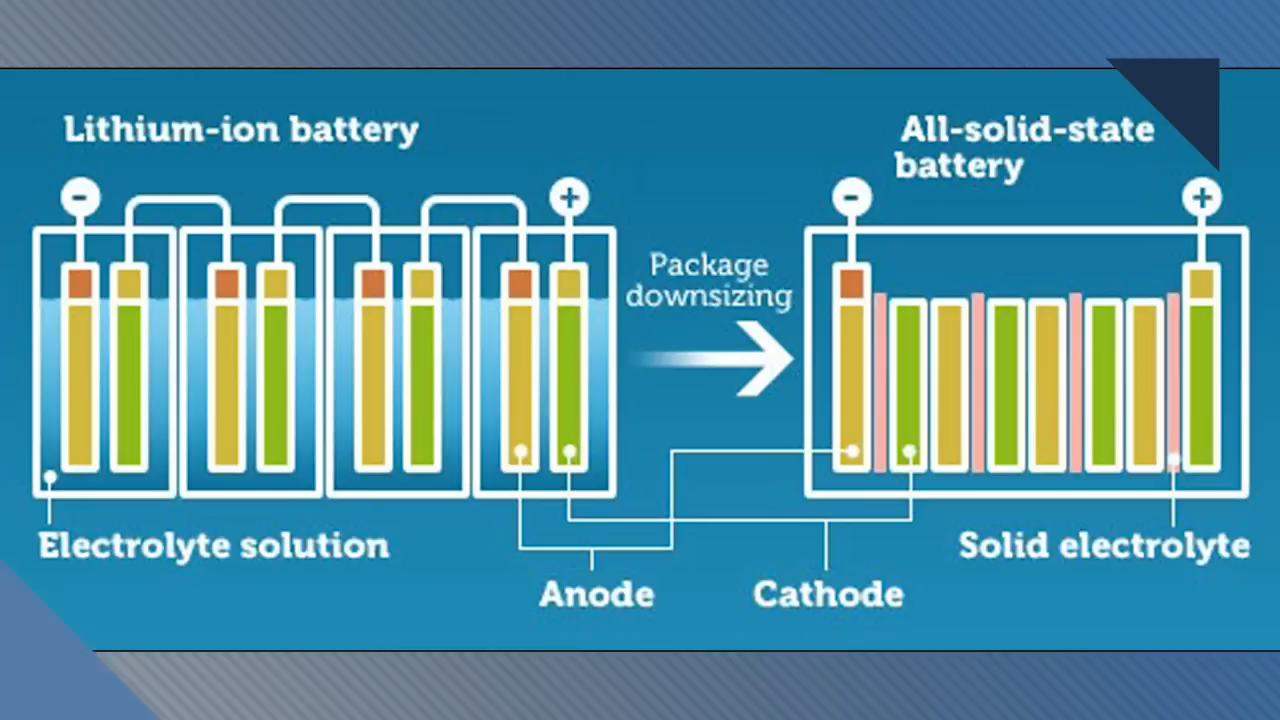 Lithium-ion battery
All-solid-state
battery
-
+
-
+
Package
downsizing
Electrolyte solution
Solid electrolyte
Anode
Cathode